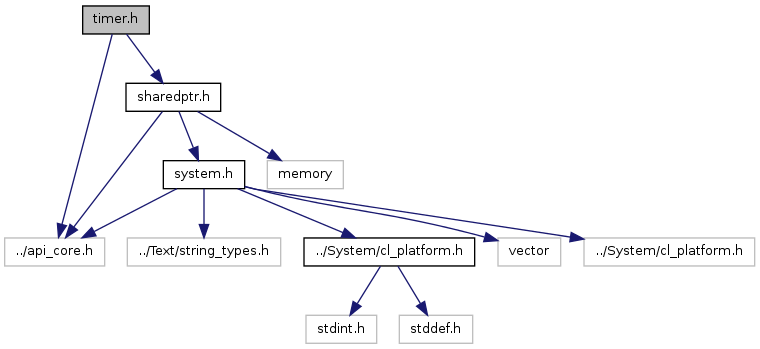 timer.h
sharedptr.h
system.h
memory
../api_core.h
../Text/string_types.h
../System/cl_platform.h
vector
../System/cl_platform.h
stdint.h
stddef.h